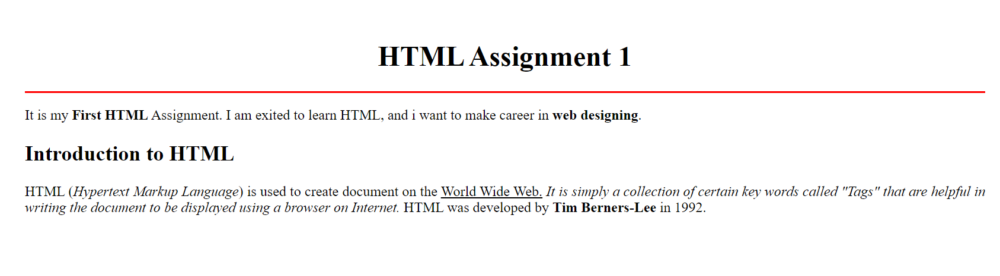 HTML Assignment 1
It is my First HTML Assignment. I am exited to learn HTML, and i want to make career in web designing.
Introduction to HTML
HTML (Hypertext Markup Language) is used to create document on the World Wide Web. It is simply a collection of certain key words called "Tags" that are helpful in
writing the document to be displayed using a browser on Internet. HTML was developed by Tim Berners-Lee in 1992.